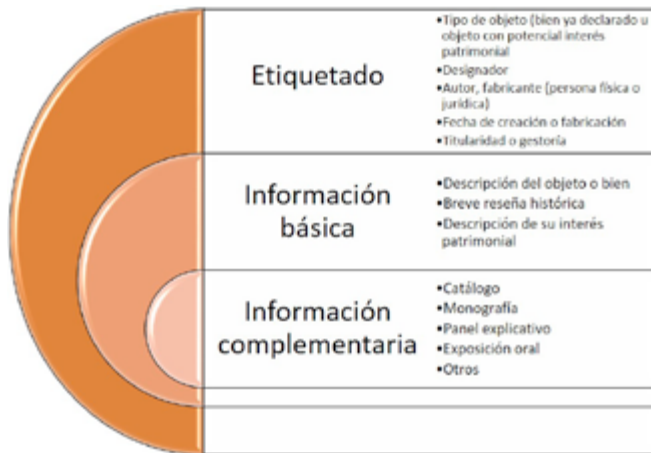 Etiquetado
•Tipo de objeto (bien ya declarado u
objeto con potencial interés
patrimonial
•Designador
•Autor, fabricante (persona física o
jurídica)
•Fecha de creación o fabricación
•Titularidad o gestoría
Información
básica
•Descripción del objeto o bien
•Breve reseña histórica
•Descripción de su interés
patrimonial
Información
complementaria
•Catálogo
•Monografía
•Panel explicativo
•Exposición oral
•Otros